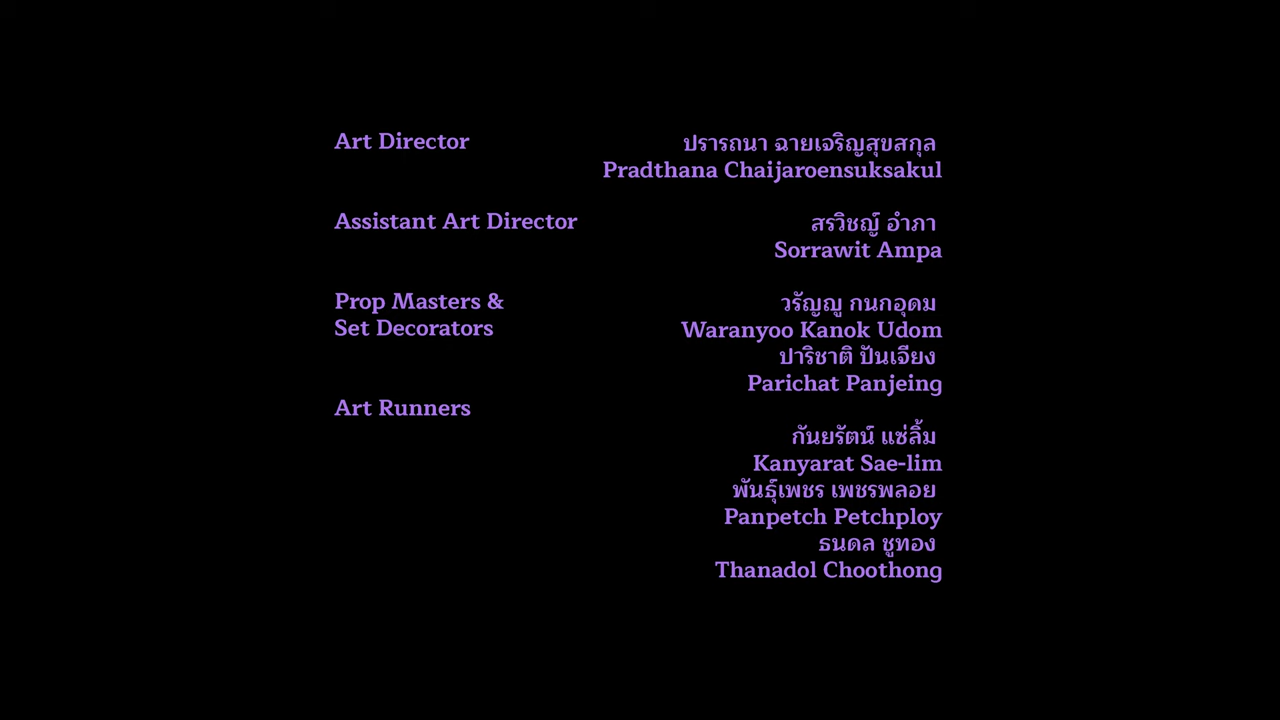 Art Director
ปรารถนา ฉายเจริญสุขสกุล
Pradthana Chaijaroensuksakul
Assistant Art Director
สรวิชญ์ อำภา
Sorrawit Ampa
Prop Masters &
Set Decorators
วรัญญู กนกอุดม
Waranyoo Kanok Udom
ปาริชาติ ปันเจียง
Parichat Panjeing
Art Runners
กันยรัตน์ แซ่ลิ้ม
Kanyarat Sae-lim
พันธุ์เพชร เพชรพลอย
Panpetch Petchploy
ธนดล ชูทอง
Thanadol Choothong